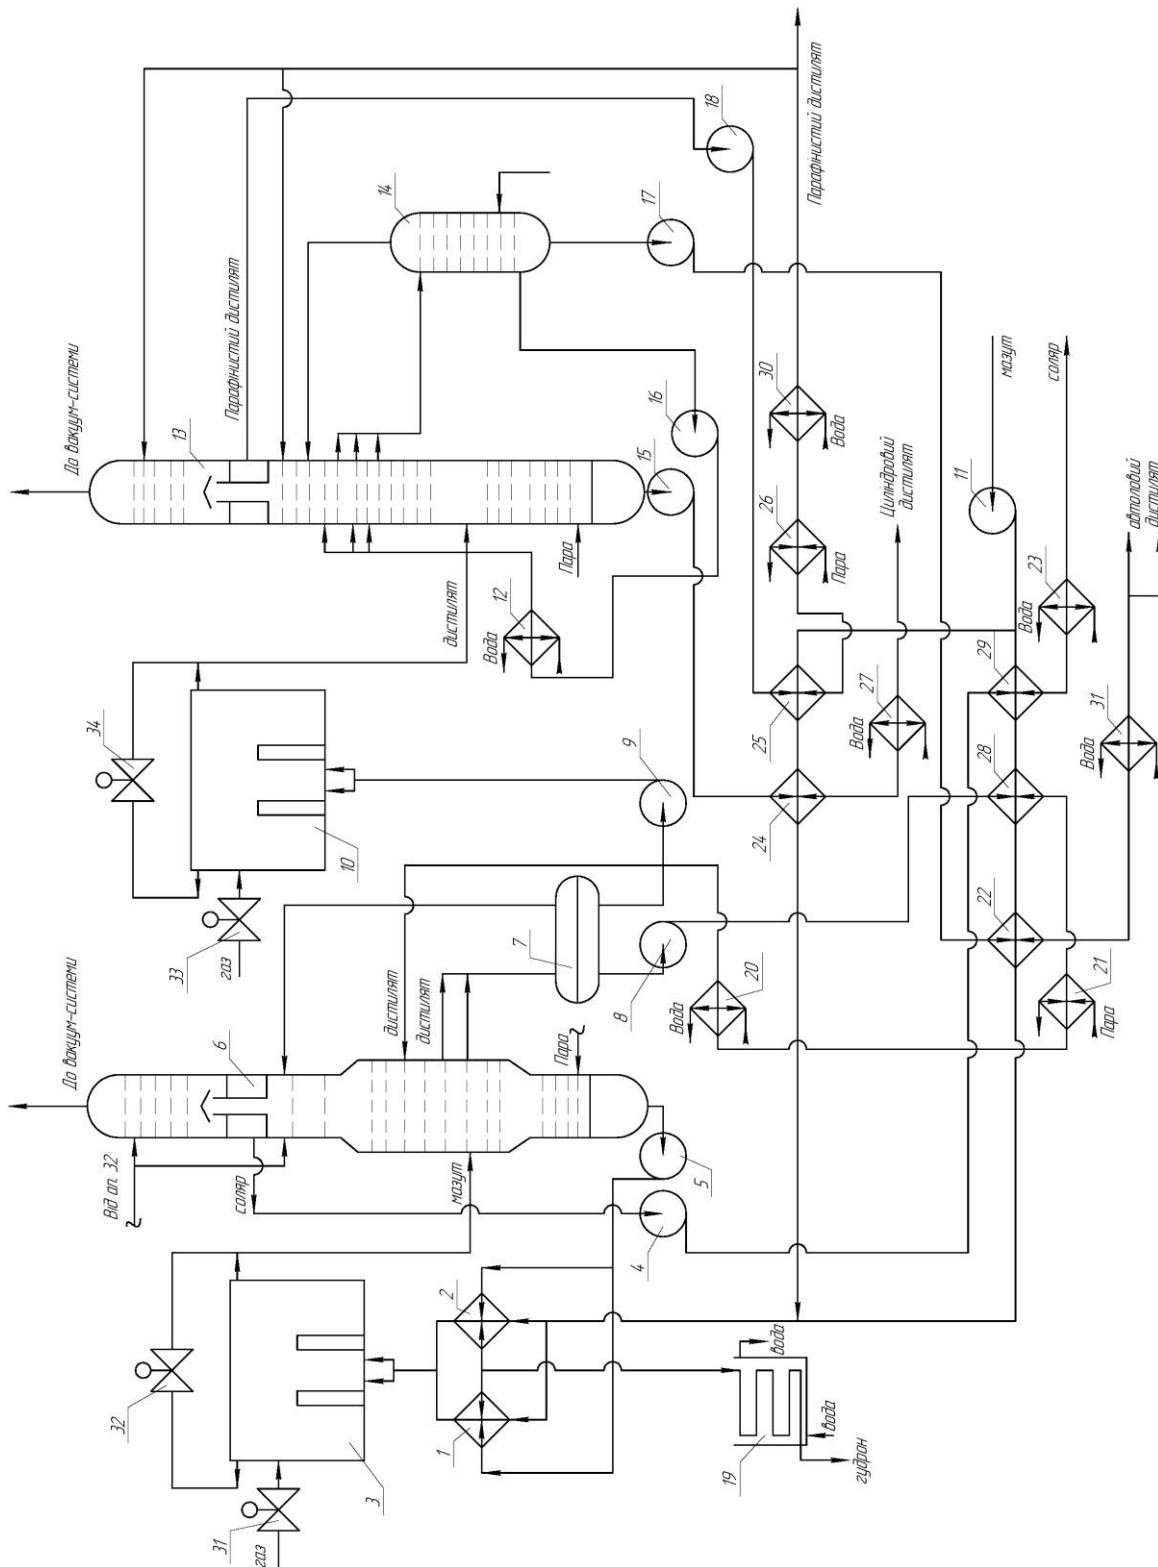 До вакуум-системи
До вакуум-системи
34
Від ап. 32
32
33
13
31
газ
газ
6
соляр
Парафінистий дистилят
10
3
14
дистилят
дистилят
мазут
дистилят
1
2
Вода
12
7
Пара
Пара
8
4
9
15
16
17
5
Вода
20
18
19
вода
24
25
26
30
Вода
Пара
Парафінистий дистилят
вода
Вода
27
гудрон
Циліндровий
дистилят
11
22
28
29
мазут
Вода
23
соляр
21
Пара
Вода
31
автоловий
дистилят